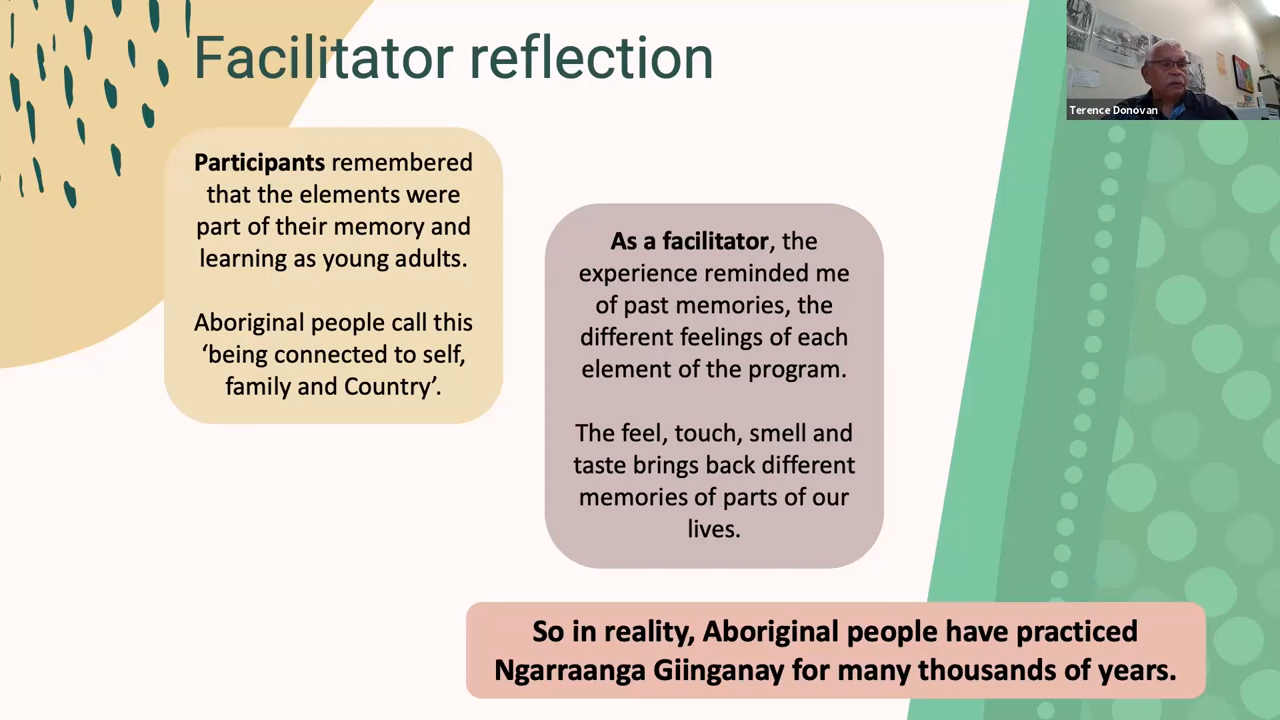 Facilitator reflection
Terence Donovan
Participants remembered
that the elements were
part of their memory and
learning as young adults.
Aboriginal people call this
‘being connected to self,
family and Country’.
As a facilitator, the
experience reminded me
of past memories, the
different feelings of each
element of the program.
The feel, touch, smell and
taste brings back different
memories of parts of our
lives.
So in reality, Aboriginal people have practiced
Ngarraanga Giinganay for many thousands of years.